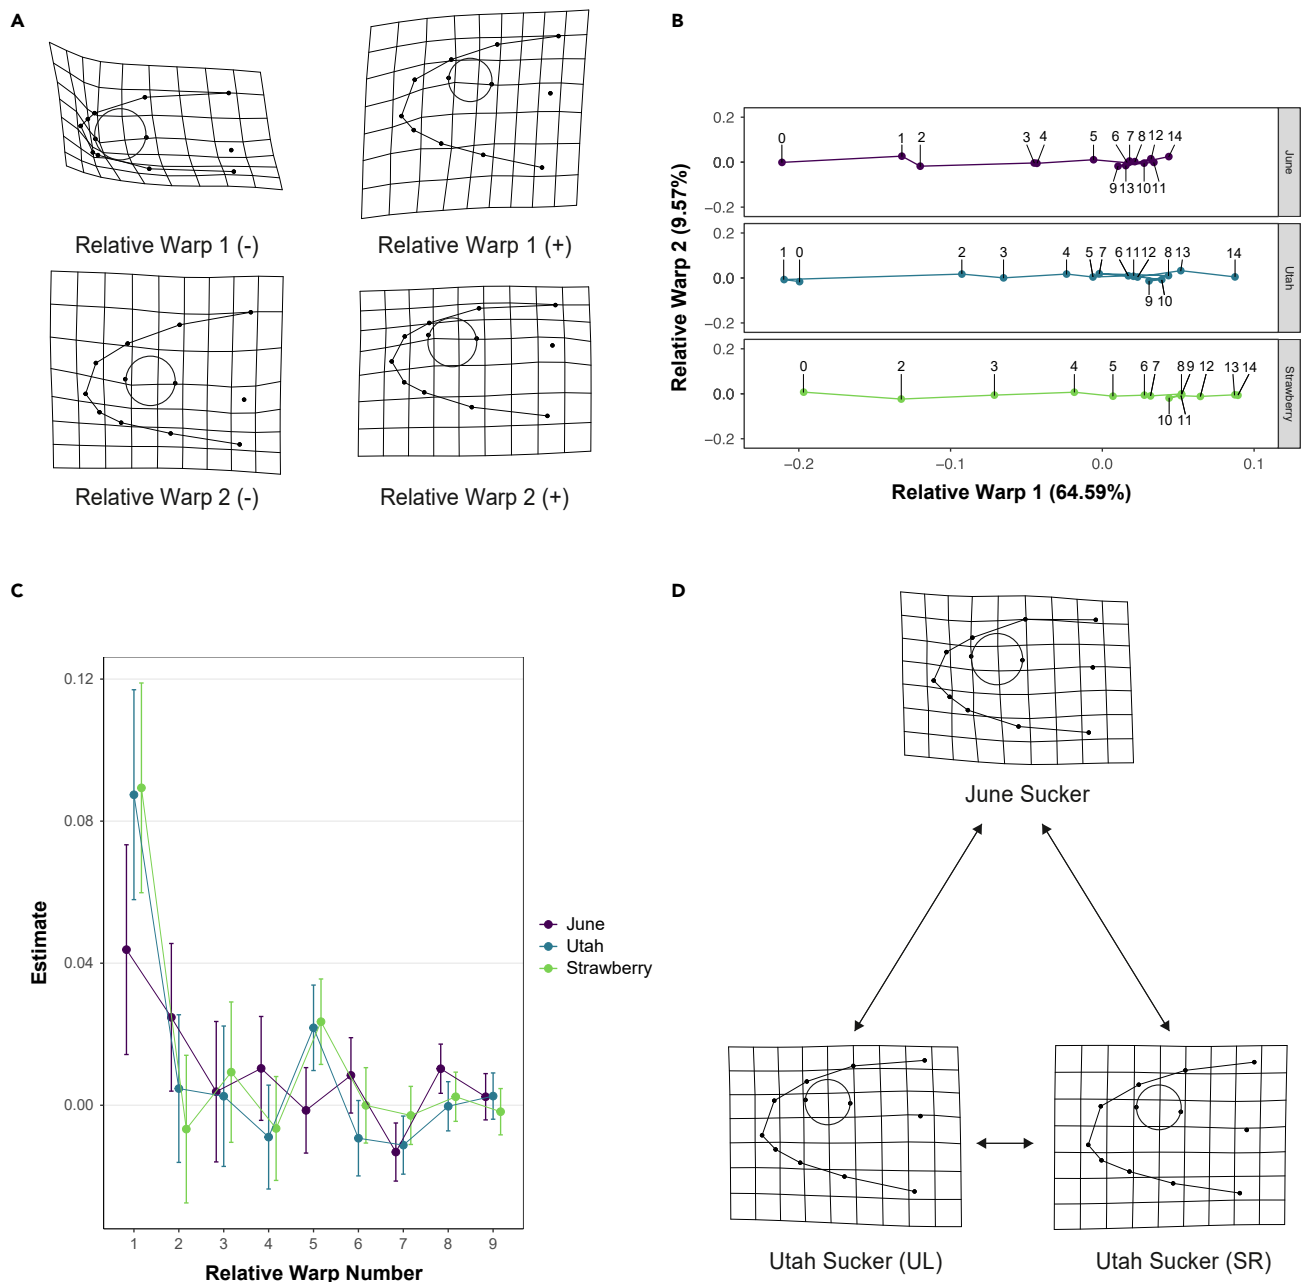 A
Relative Warp 1 (-)
Relative Warp 1 (+)
Relative Warp 2 (-)
Relative Warp 2 (+)
B
Relative Warp 2 (9.57%)
0.2
0.0
−0.2
0 1 2 3 4 5 6 7 8 12 14
9 13 10 11
June
0.2
0.0
−0.2
1 0 2 3 4 5 7 6 11 12 8 13 14
9 10
Utah
0.2
0.0
−0.2
0 2 3 4 5 6 7 8 9 12 13 14
10 11
Strawberry
−0.2 −0.1 0.0 0.1
Relative Warp 1 (64.59%)
C
Estimate
0.12
0.08
0.04
0.00
1 2 3 4 5 6 7 8 9
Relative Warp Number
June
Utah
Strawberry
D
June Sucker
Utah Sucker (UL)
Utah Sucker (SR)